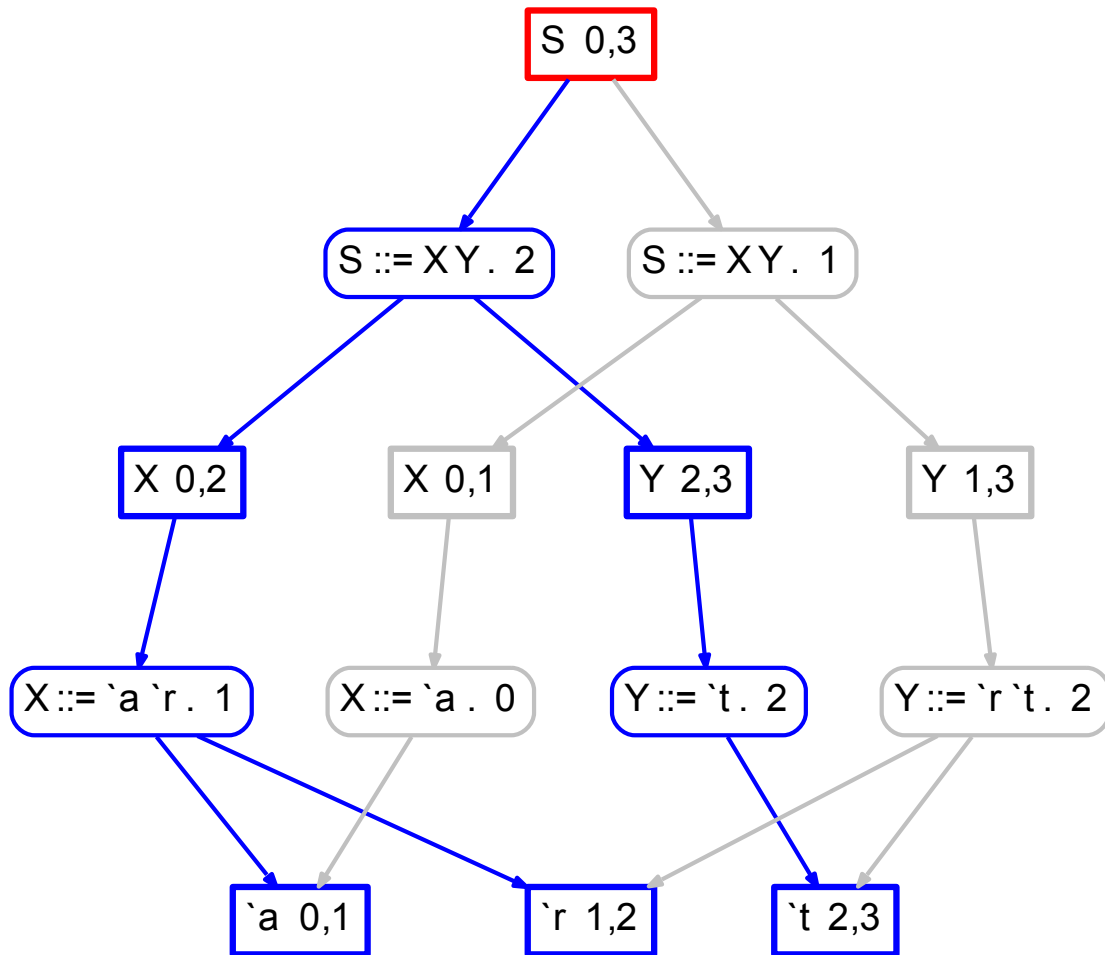 S 0,3
S ::= X Y . 2
S ::= X Y . 1
X 0,2
X 0,1
Y 2,3
Y 1,3
X ::= `a `r . 1
X ::= `a . 0
Y ::= `t . 2
Y ::= `r `t . 2
`a 0,1
`r 1,2
`t 2,3